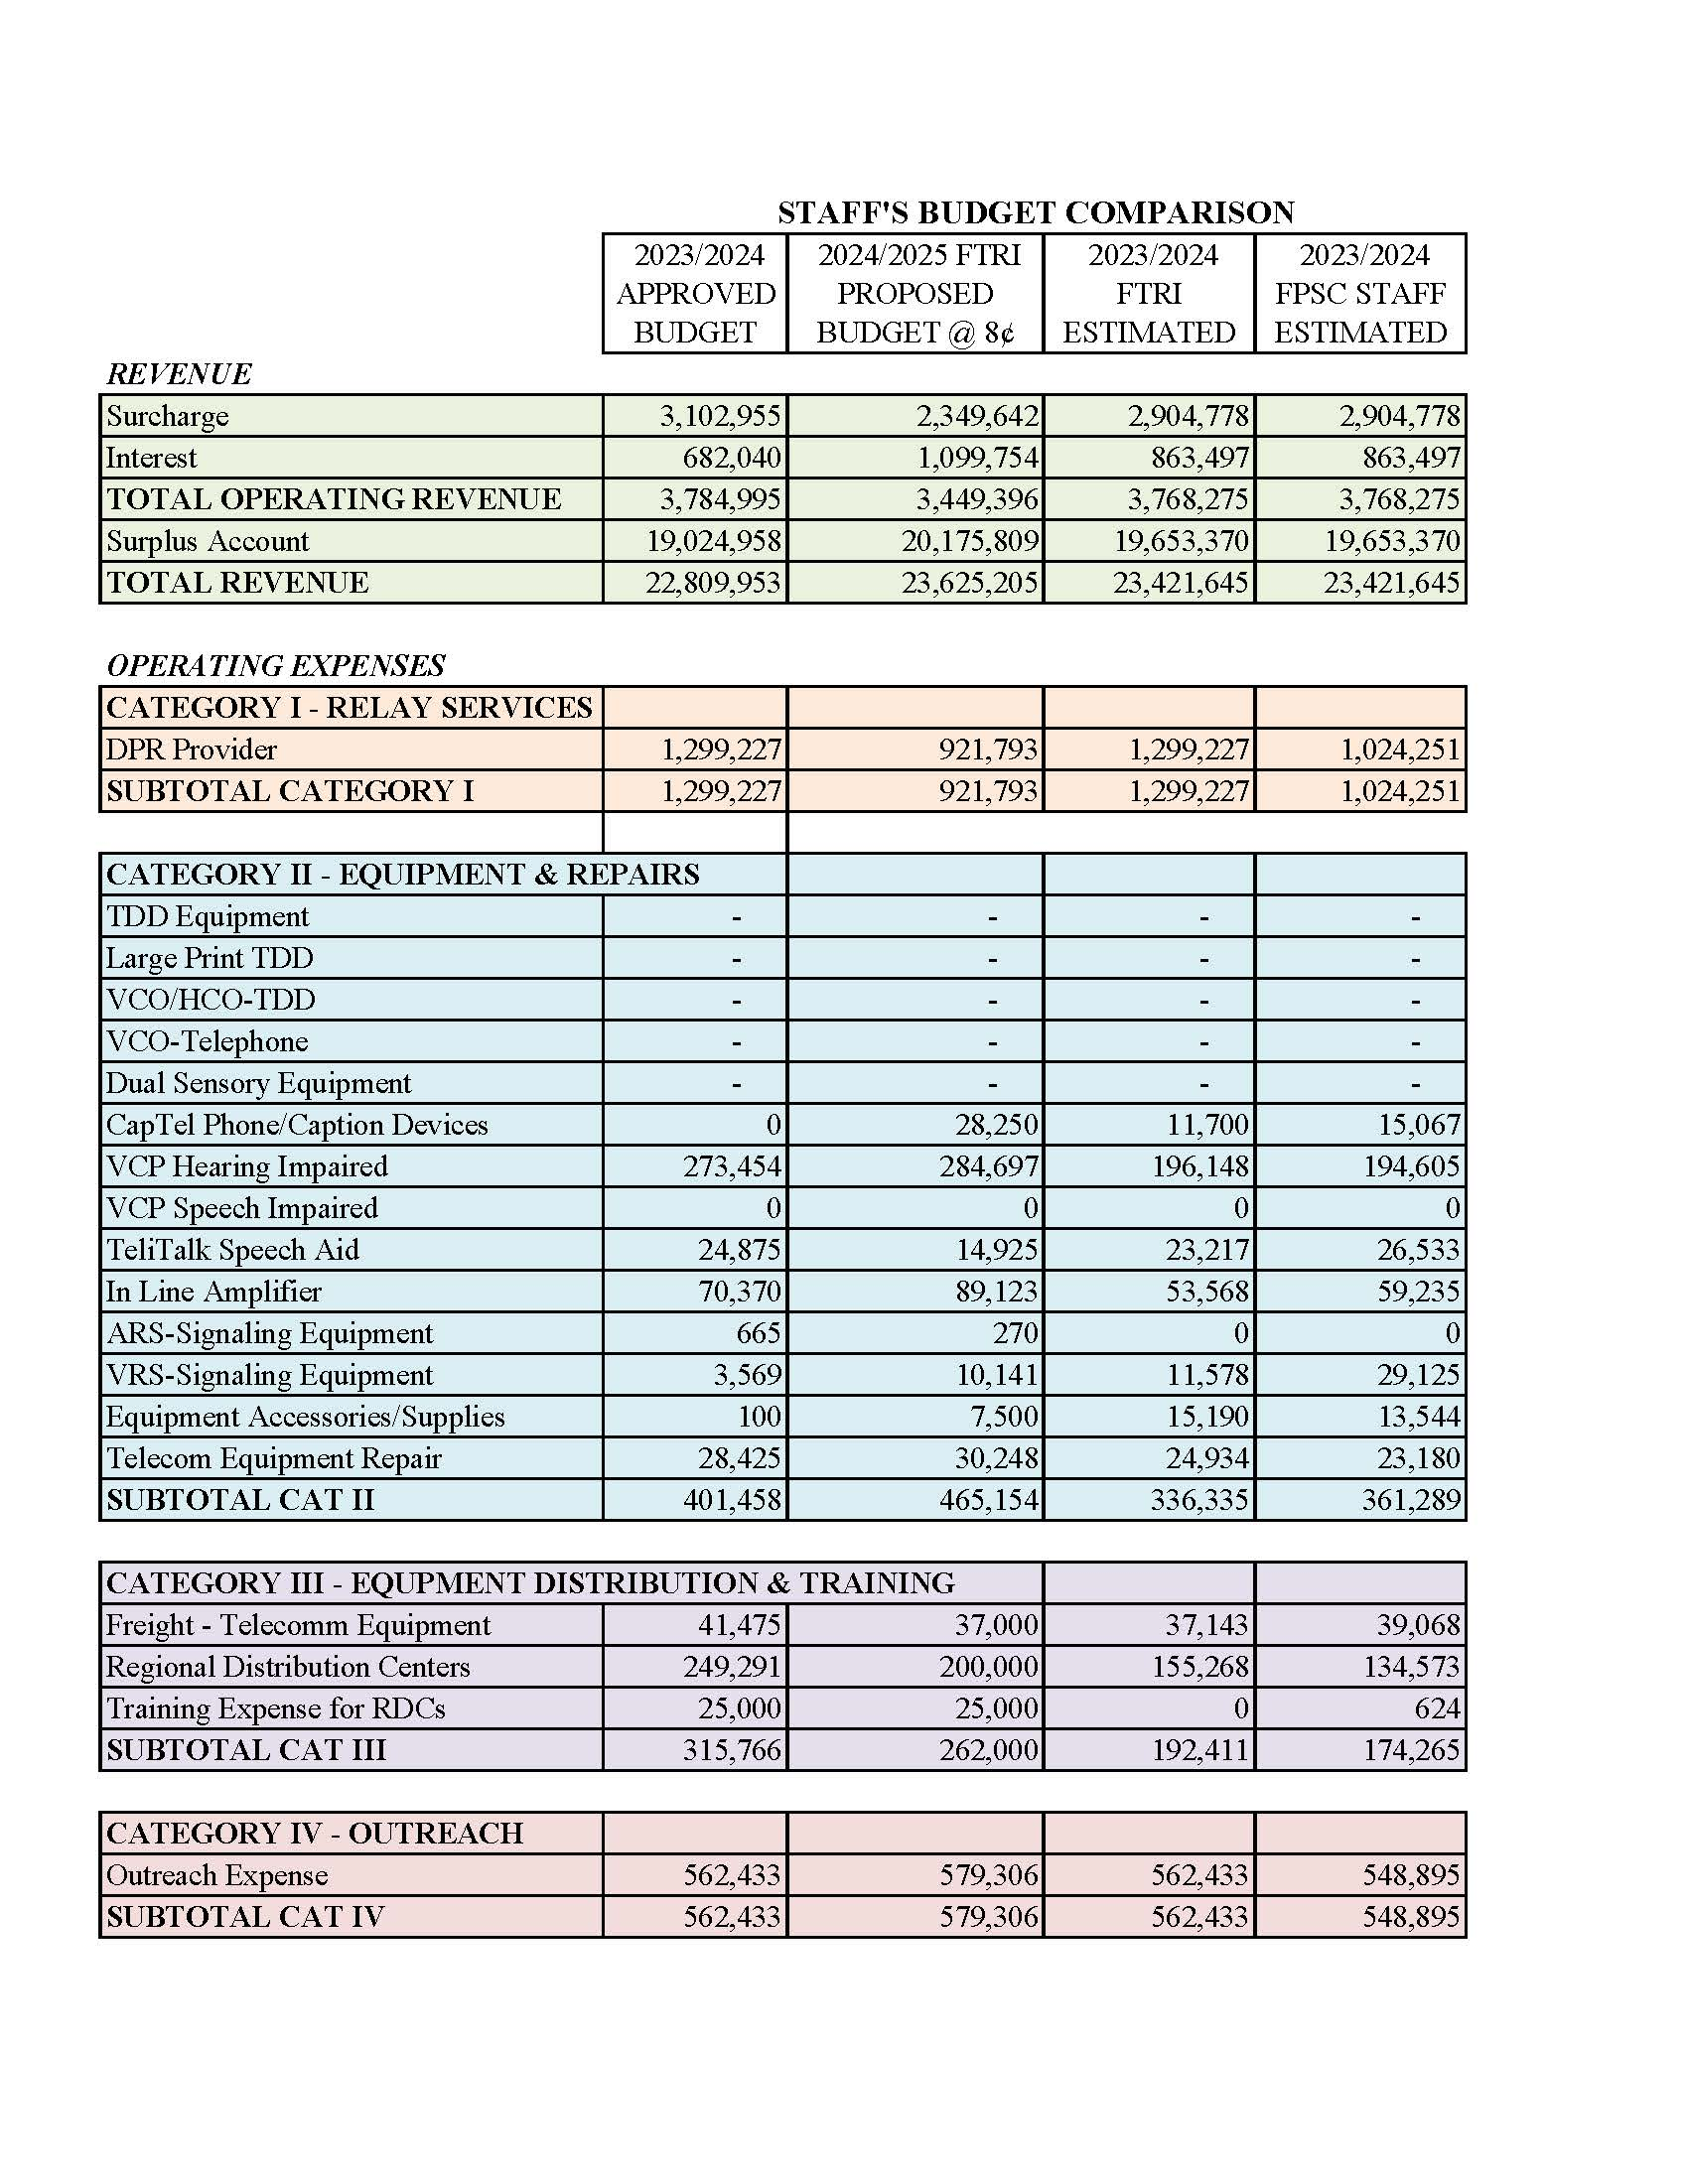 STAFF'S BUDGET COMPARISON
2023/2024 APPROVED BUDGET 2024/2025 FTRI PROPOSED BUDGET @ 8¢ 2023/2024 FTRI ESTIMATED 2023/2024 FPSC STAFF ESTIMATED
REVENUE
Surcharge 3,102,955 2,349,642 2,904,778 2,904,778
Interest 682,040 1,099,754 863,497 863,497
TOTAL OPERATING REVENUE 3,784,995 3,449,396 3,768,275 3,768,275
Surplus Account 19,024,958 20,175,809 19,653,370 19,653,370
TOTAL REVENUE 22,809,953 23,625,205 23,421,645 23,421,645
OPERATING EXPENSES
CATEGORY I - RELAY SERVICES
DPR Provider 1,299,227 921,793 1,299,227 1,024,251
SUBTOTAL CATEGORY I 1,299,227 921,793 1,299,227 1,024,251
CATEGORY II - EQUIPMENT & REPAIRS
TDD Equipment - - - -
Large Print TDD - - - -
VCO/HCO-TDD - - - -
VCO-Telephone - - - -
Dual Sensory Equipment - - - -
CapTel Phone/Caption Devices 0 28,250 11,700 15,067
VCP Hearing Impaired 273,454 284,697 196,148 194,605
VCP Speech Impaired 0 0 0 0
TeliTalk Speech Aid 24,875 14,925 23,217 26,533
In Line Amplifier 70,370 89,123 53,568 59,235
ARS-Signaling Equipment 665 270 0 0
VRS-Signaling Equipment 3,569 10,141 11,578 29,125
Equipment Accessories/Supplies 100 7,500 15,190 13,544
Telecom Equipment Repair 28,425 30,248 24,934 23,180
SUBTOTAL CAT II 401,458 465,154 336,335 361,289
CATEGORY III - EQUPMENT DISTRIBUTION & TRAINING
Freight - Telecomm Equipment 41,475 37,000 37,143 39,068
Regional Distribution Centers 249,291 200,000 155,268 134,573
Training Expense for RDCs 25,000 25,000 0 624
SUBTOTAL CAT III 315,766 262,000 192,411 174,265
CATEGORY IV - OUTREACH
Outreach Expense 562,433 579,306 562,433 548,895
SUBTOTAL CAT IV 562,433 579,306 562,433 548,895